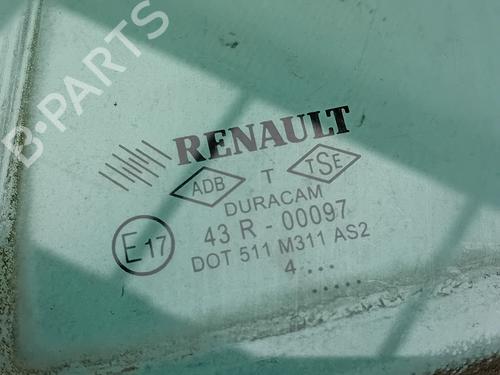 B-PARTS
RENAULT
ADB T TSE
DURACAM
E17 43 R - 00097
DOT 511 M311 AS2
4 ...
.....